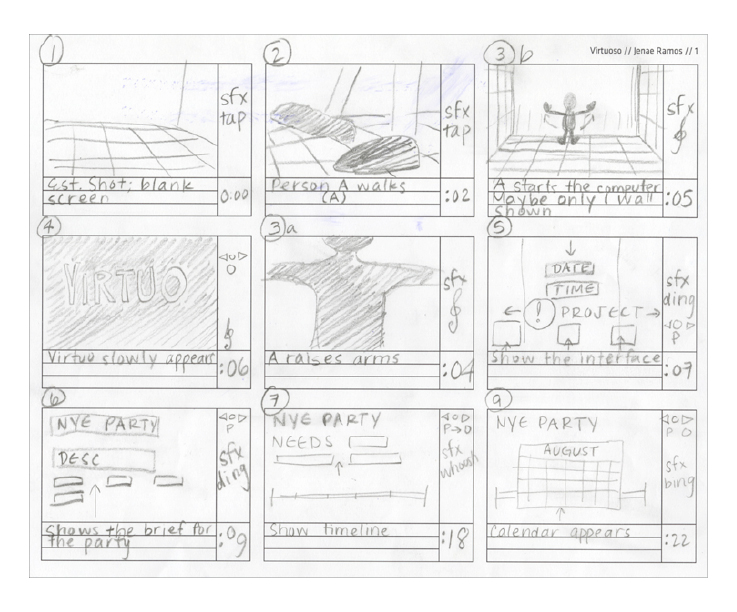 Virtuoso // Jenae Ramos // 1
1
sfx
tap
Est. Shot; blank
screen
0:00
2
sfx
tap
Person A walks
(A)
:02
3 b
sfx
A starts the computer
Maybe only 1 wall
shown
:05
4
VIRTUO
Virtuo slowly appears
:06
3a
sfx
A raises arms
:04
5
DATE
TIME
! PROJECT
sfx
ding
P
Show the interface
:07
6
NYE PARTY
DESC
P
sfx
ding
Shows the brief for
the party
:09
7
NYE PARTY
NEEDS
P→O
sfx
whoosh
Show timeline
:18
9
NYE PARTY
AUGUST
P O
sfx
bing
Calendar appears
:22